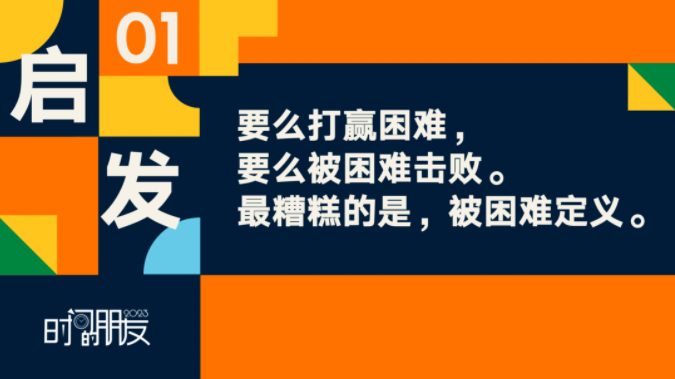 启发
01
要么打赢困难，
要么被困难击败。
最糟糕的是，被困难定义。
时间的朋友
2023